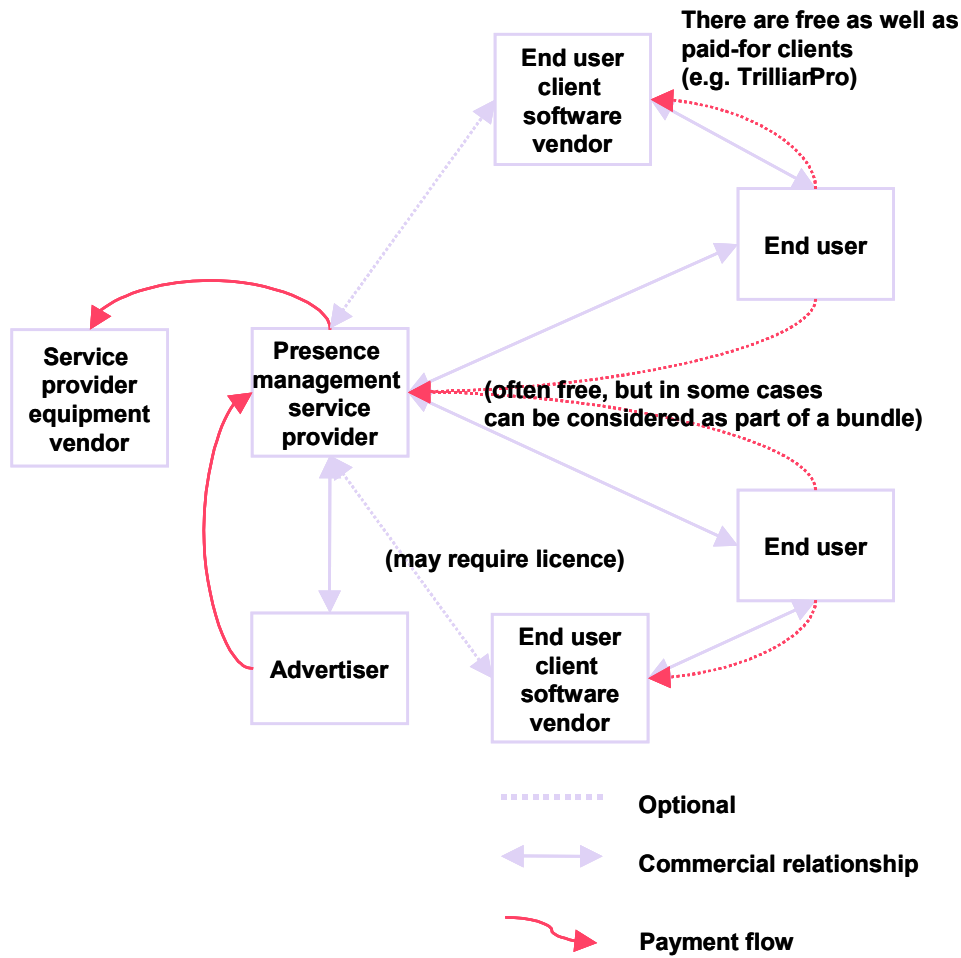 There are free as well as
paid-for clients
(e.g. TrilliarPro)
End user
client
software
vendor
End user
Service
provider
equipment
vendor
Presence
management
service
provider
(often free, but in some cases
can be considered as part of a bundle)
End user
(may require licence)
Advertiser
End user
client
software
vendor
Optional
Commercial relationship
Payment flow